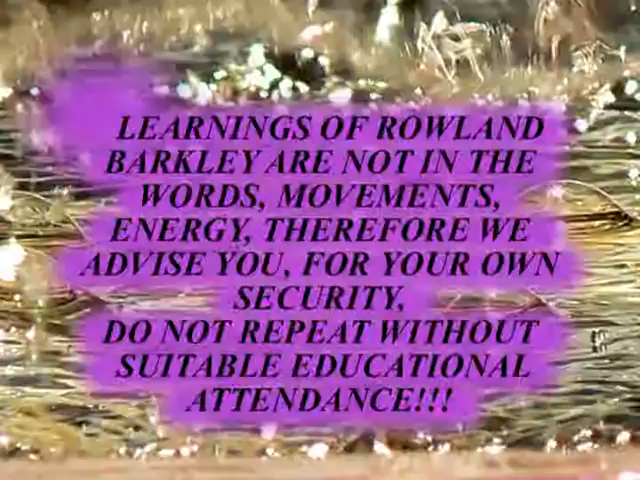 LEARNINGS OF ROWLAND
BARKLEY ARE NOT IN THE
WORDS, MOVEMENTS,
ENERGY, THEREFORE WE
ADVISE YOU, FOR YOUR OWN
SECURITY,
DO NOT REPEAT WITHOUT
SUITABLE EDUCATIONAL
ATTENDANCE!!!